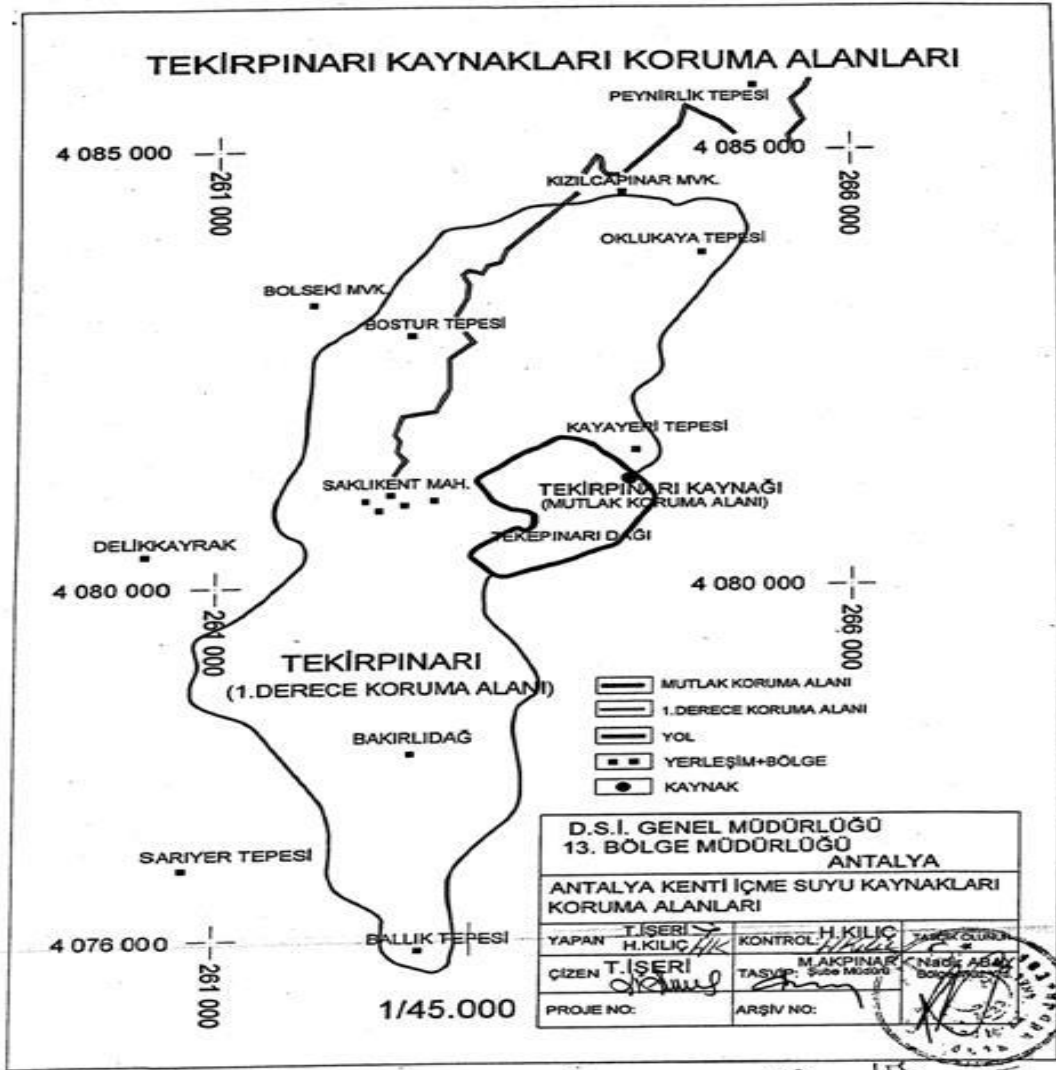 TEKİRPINARI KAYNAKLARI KORUMA ALANLARI
PEYNİRLİK TEPESİ
4 085 000
4 085 000
261 000
266 000
KIZILCAPINAR MVK.
OKLUKAYA TEPESİ
BOLSEKİ MVK.
BOSTUR TEPESİ
KAYAYERİ TEPESİ
SAKLIKENT MAH.
TEKİRPINARI KAYNAĞI
(MUTLAK KORUMA ALANI)
TEKEPINARI DAĞI
DELİKKAYRAK
4 080 000
4 080 000
261 000
266 000
TEKİRPINARI
(1.DERECE KORUMA ALANI)
BAKIRLIDAĞ
MUTLAK KORUMA ALANI
1.DERECE KORUMA ALANI
YOL
YERLEŞİM+BÖLGE
KAYNAK
SARIYER TEPESİ
4 076 000
BALLIK TEPESİ
261 000
1/45.000
D.S.İ. GENEL MÜDÜRLÜĞÜ
13. BÖLGE MÜDÜRLÜĞÜ
ANTALYA
ANTALYA KENTİ İÇME SUYU KAYNAKLARI
KORUMA ALANLARI
YAPAN T.İŞERİ
H.KILIÇ
KONTROL: H.KILIÇ
TASDİK OLUNUR
ÇİZEN T.İŞERİ
TASVİP: M.AKPINAR
Şube Müdürü
Nadir
PROJE NO:
ARŞİV NO: